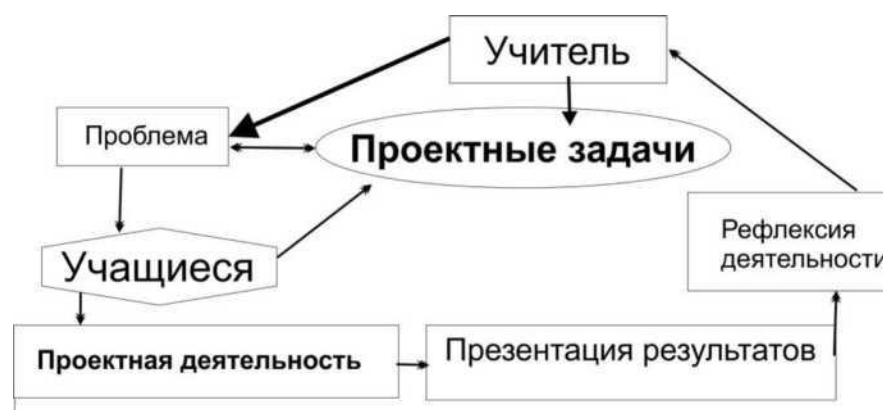 Учитель
Проблема
Проектные задачи
Рефлексия
деятельности
Учащиеся
Проектная деятельность
Презентация результатов